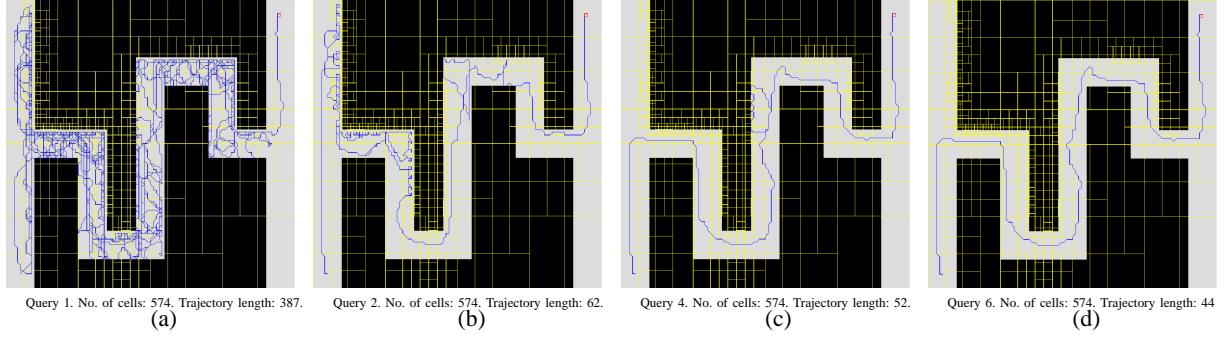 Query 1. No. of cells: 574. Trajectory length: 387.
(a)
Query 2. No. of cells: 574. Trajectory length: 62.
(b)
Query 4. No. of cells: 574. Trajectory length: 52.
(c)
Query 6. No. of cells: 574. Trajectory length: 44
(d)